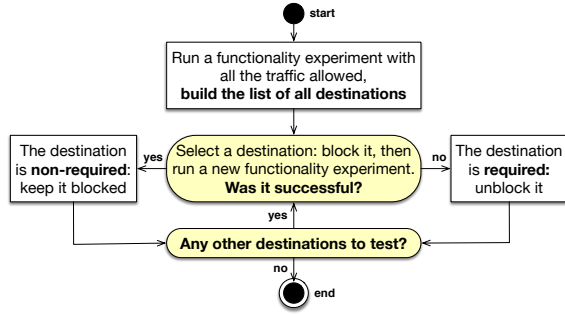 start
Run a functionality experiment with
all the traffic allowed,
build the list of all destinations
The destination
is non-required:
keep it blocked
yes
Select a destination: block it, then
run a new functionality experiment.
Was it successful?
no
The destination
is required:
unblock it
yes
Any other destinations to test?
no
end